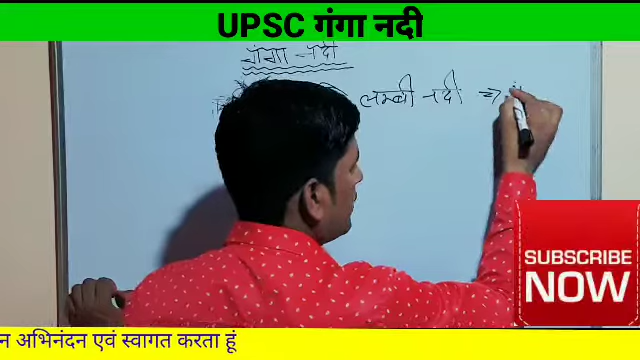 UPSC गंगा नदी
गंगा नदी
लम्बी नदी ⇒
SUBSCRIBE
NOW
न अभिनंदन एवं स्वागत करता हूं